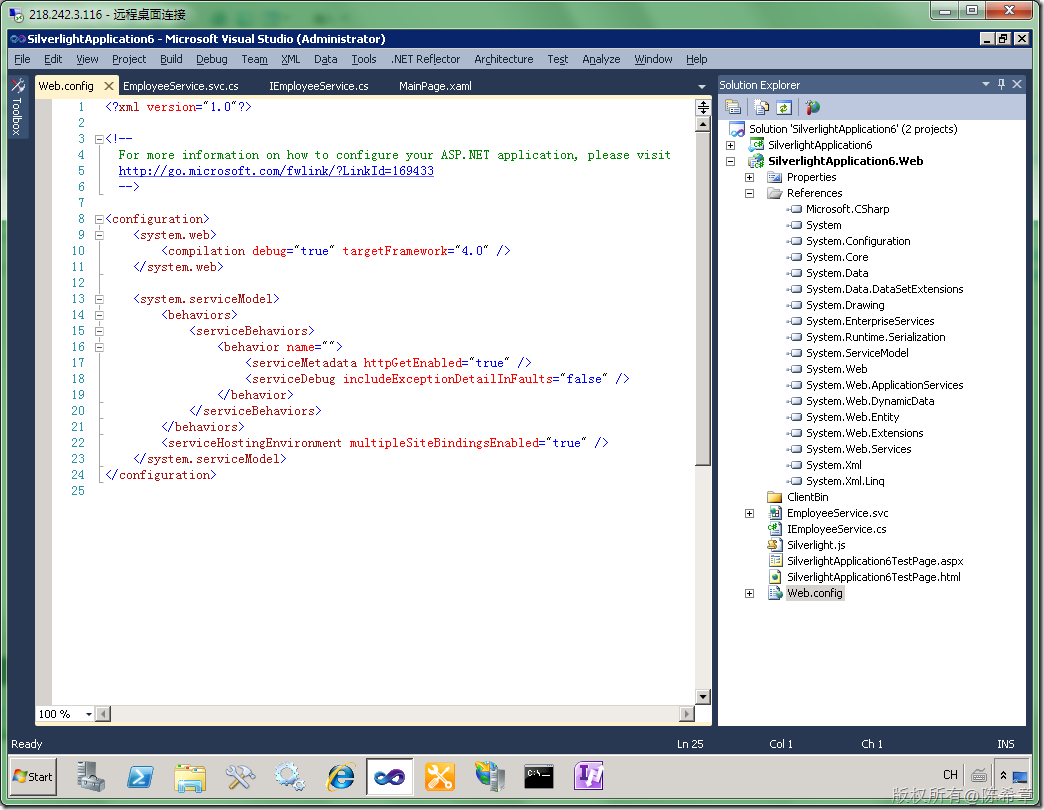 218.242.3.116 - 远程桌面连接
SilverlightApplication6 - Microsoft Visual Studio (Administrator)
File Edit View Project Build Debug Team XML Data Tools .NET Reflector Architecture Test Analyze Window Help
Toolbox
Web.config EmployeeService.svc.cs IEmployeeService.cs MainPage.xaml
1 <?xml version="1.0"?>
2
3 <!--
4 For more information on how to configure your ASP.NET application, please visit
5 http://go.microsoft.com/fwlink/?LinkId=169433
6 -->
7
8 <configuration>
9 <system.web>
10 <compilation debug="true" targetFramework="4.0" />
11 </system.web>
12
13 <system.serviceModel>
14 <behaviors>
15 <serviceBehaviors>
16 <behavior name="">
17 <serviceMetadata httpGetEnabled="true" />
18 <serviceDebug includeExceptionDetailInFaults="false" />
19 </behavior>
20 </serviceBehaviors>
21 </behaviors>
22 <serviceHostingEnvironment multipleSiteBindingsEnabled="true" />
23 </system.serviceModel>
24 </configuration>
25
100 %
Solution Explorer
Solution 'SilverlightApplication6' (2 projects)
SilverlightApplication6
SilverlightApplication6.Web
Properties
References
Microsoft.CSharp
System
System.Configuration
System.Core
System.Data
System.Data.DataSetExtensions
System.Drawing
System.EnterpriseServices
System.Runtime.Serialization
System.ServiceModel
System.Web
System.Web.ApplicationServices
System.Web.DynamicData
System.Web.Entity
System.Web.Extensions
System.Web.Services
System.Xml
System.Xml.Linq
ClientBin
EmployeeService.svc
IEmployeeService.cs
Silverlight.js
SilverlightApplication6TestPage.aspx
SilverlightApplication6TestPage.html
Web.config
Ready Ln 25 Col 1 Ch 1 INS
Start CH
版权所有@陈希章